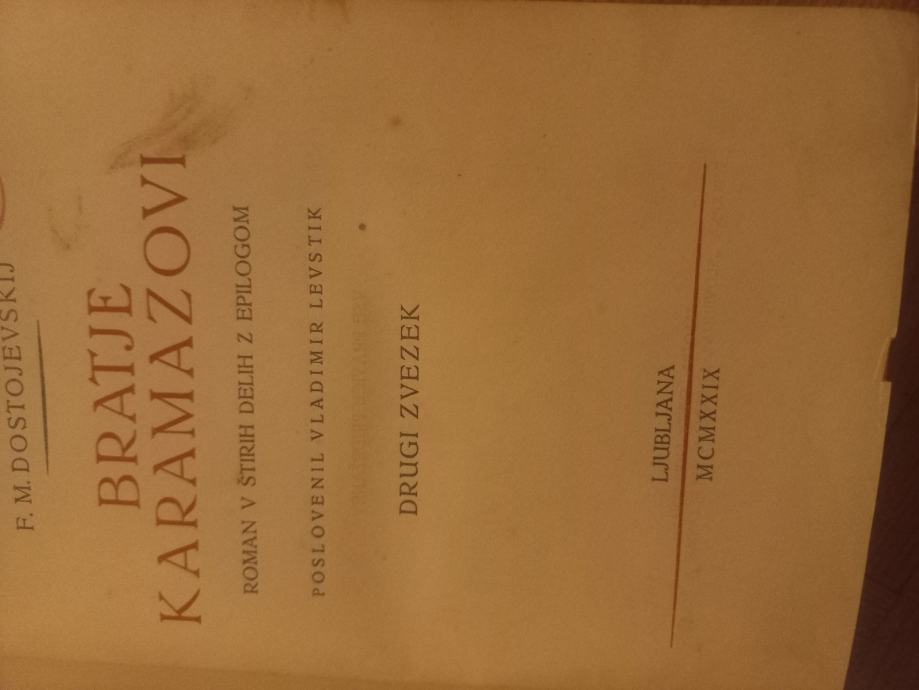 F. M. DOSTOJEVSKIJ
BRATJE
KARAMAZOVI
ROMAN V ŠTIRIH DELIH Z EPILOGOM
POSLOVENIL VLADIMIR LEVSTIK
DRUGI ZVEZEK
LJUBLJANA
MCMXXIX